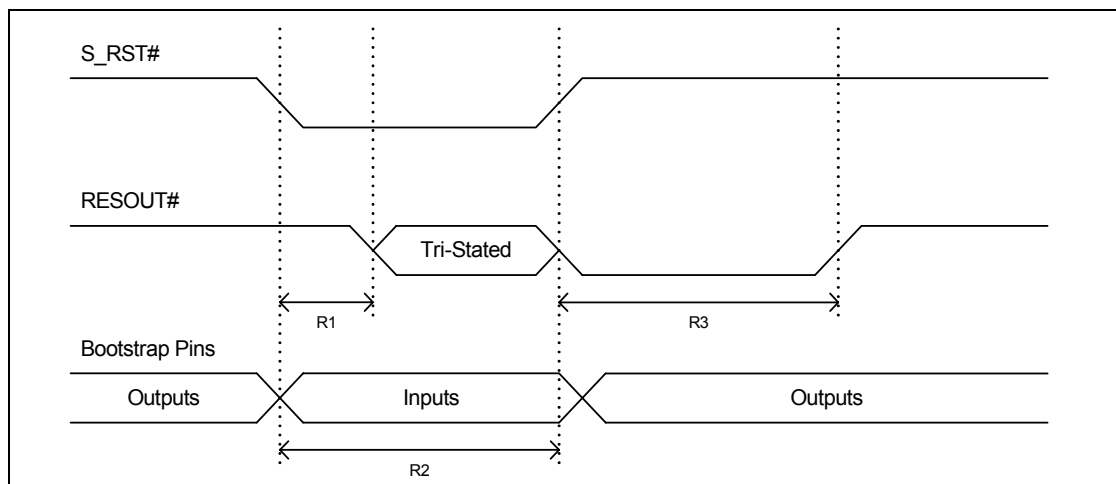 S_RST#
RESOUT#
Tri-Stated
R1
R3
Bootstrap Pins
Outputs
Inputs
Outputs
R2